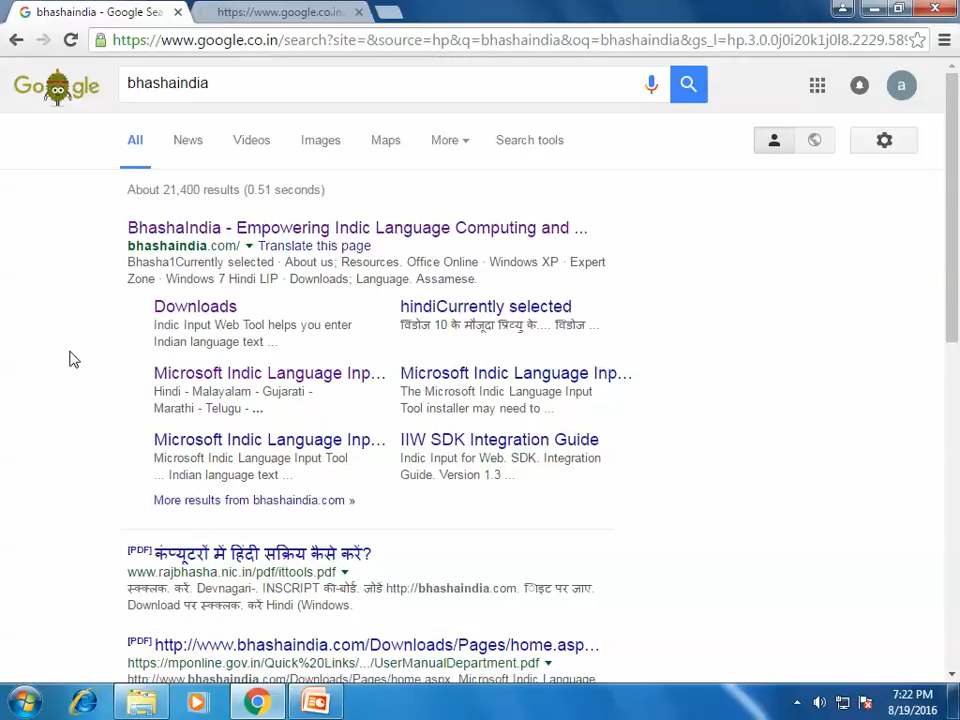 bhashaindia - Google Sea
https://www.google.co.in
https://www.google.co.in/search?site=&source=hp&q=bhashaindia&oq=bhashaindia&gs_l=hp.3.0.0j0i20k1j0l8.2229.589
Google
bhashaindia
a
All News Videos Images Maps More Search tools
About 21,400 results (0.51 seconds)
BhashaIndia - Empowering Indic Language Computing and ...
bhashaindia.com/ Translate this page
Bhasha1Currently selected · About us; Resources. Office Online · Windows XP · Expert
Zone · Windows 7 Hindi LIP · Downloads; Language. Assamese.
Downloads
Indic Input Web Tool helps you enter
Indian language text ...
hindiCurrently selected
विंडोज 10 के मौजूदा प्रिव्यु के.... विंडोज ...
Microsoft Indic Language Inp...
Hindi - Malayalam - Gujarati -
Marathi - Telugu - ...
Microsoft Indic Language Inp...
The Microsoft Indic Language Input
Tool installer may need to ...
Microsoft Indic Language Inp...
Microsoft Indic Language Input Tool
... Indian language text ...
IIW SDK Integration Guide
Indic Input for Web. SDK. Integration
Guide. Version 1.3 ...
More results from bhashaindia.com »
[PDF] कंप्यूटरों में हिंदी सक्रिय कैसे करें?
www.rajbhasha.nic.in/pdf/ittools.pdf
स्क्क्लक. करें. Devnagari-. INSCRIPT की-बोर्ड. जोडें http://bhashaindia.com. िाइट पर जाए.
Download पर स्क्क्लक. करें Hindi (Windows.
[PDF] http://www.bhashaindia.com/Downloads/Pages/home.asp...
https://mponline.gov.in/Quick%20Links/.../UserManualDepartment.pdf
http://www.bhashaindia.com/Downloads/Pages/home.aspx. Microsoft Indic Language
7:22 PM
8/19/2016